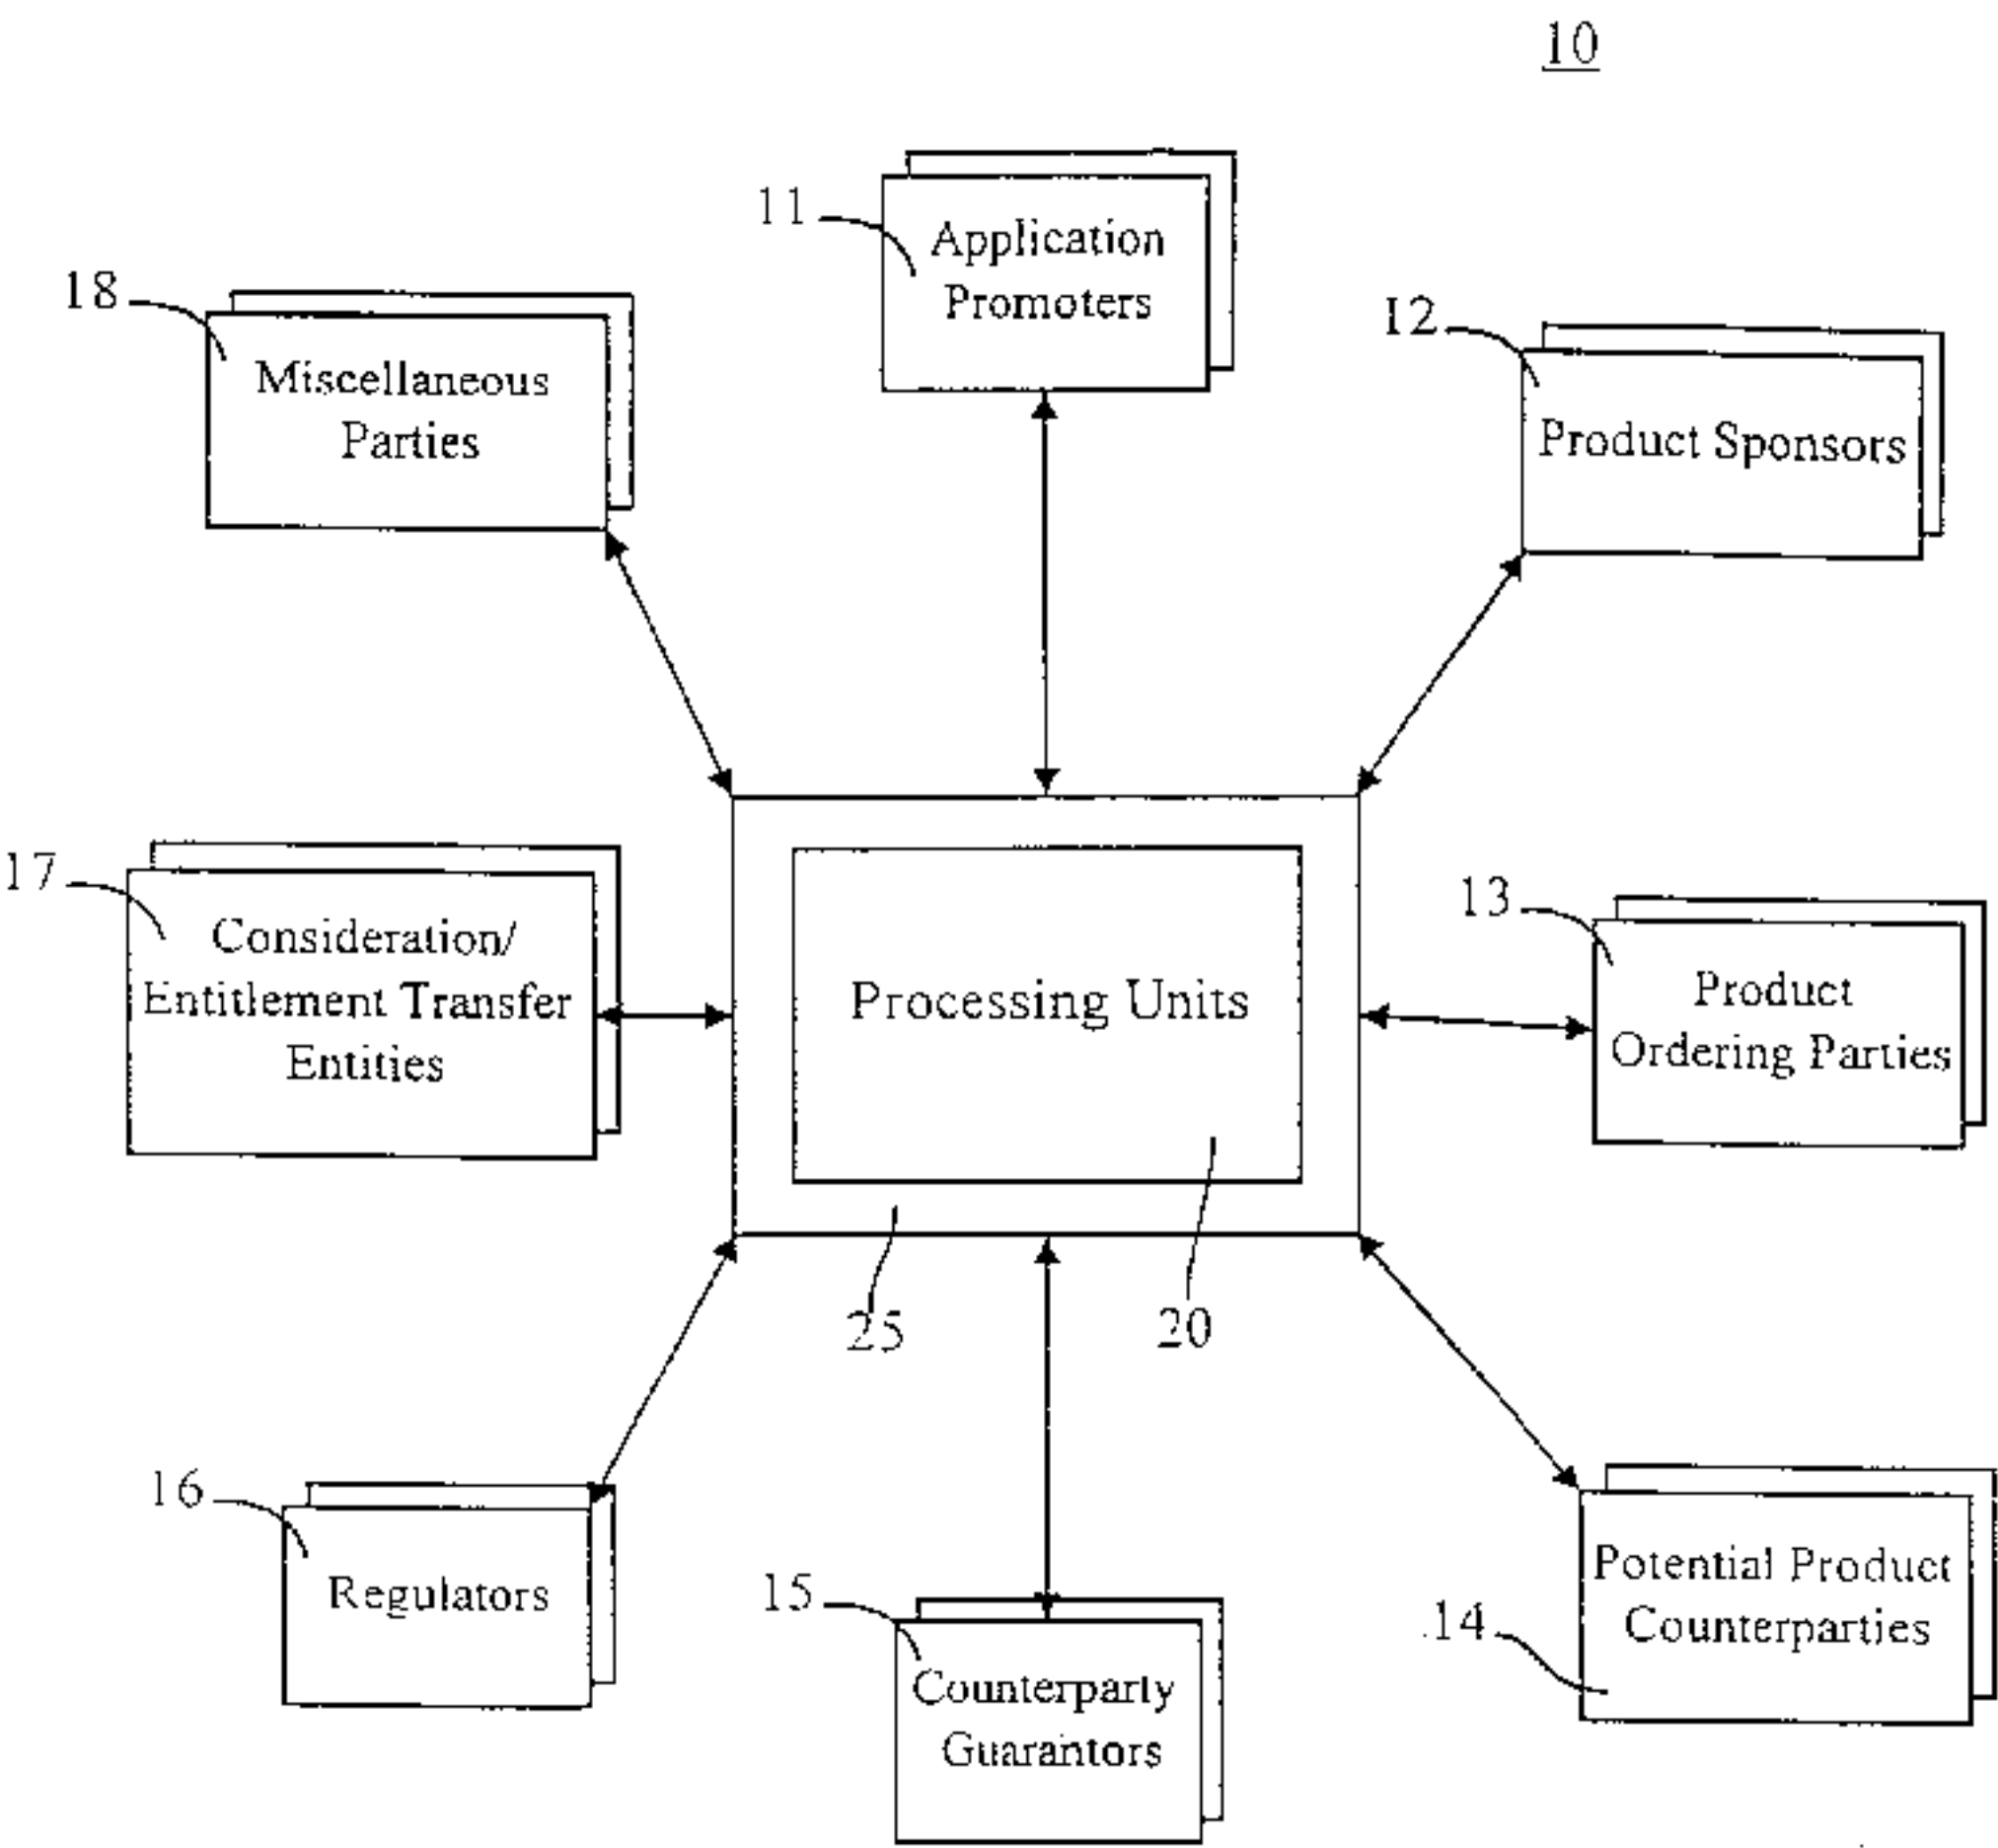 10
11
Application
Promoters
18
Miscellaneous
Parties
12
Product Sponsors
17
Consideration/
Entitlement Transfer
Entities
Processing Units
13
Product
Ordering Parties
25
20
16
Regulators
15
Counterparty
Guarantors
14
Potential Product
Counterparties